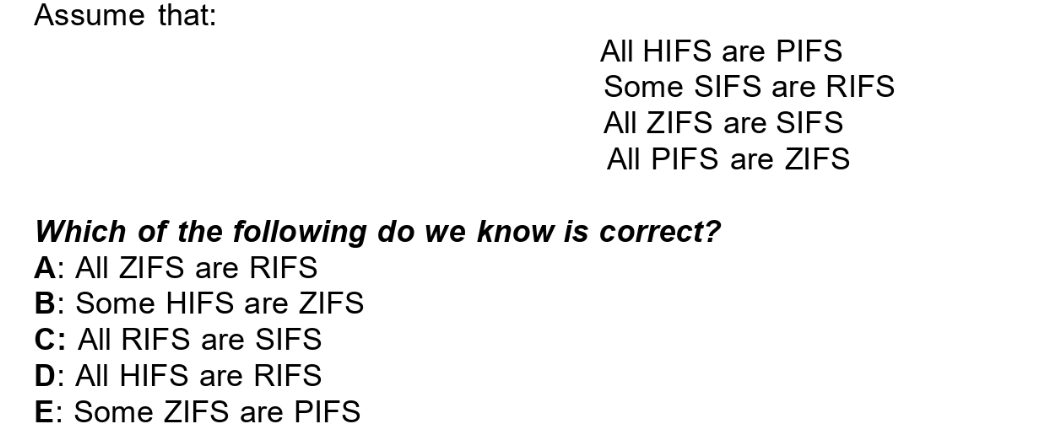 Assume that:
All HIFS are PIFS
Some SIFS are RIFS
All ZIFS are SIFS
All PIFS are ZIFS
Which of the following do we know is correct?
A: All ZIFS are RIFS
B: Some HIFS are ZIFS
C: All RIFS are SIFS
D: All HIFS are RIFS
E: Some ZIFS are PIFS